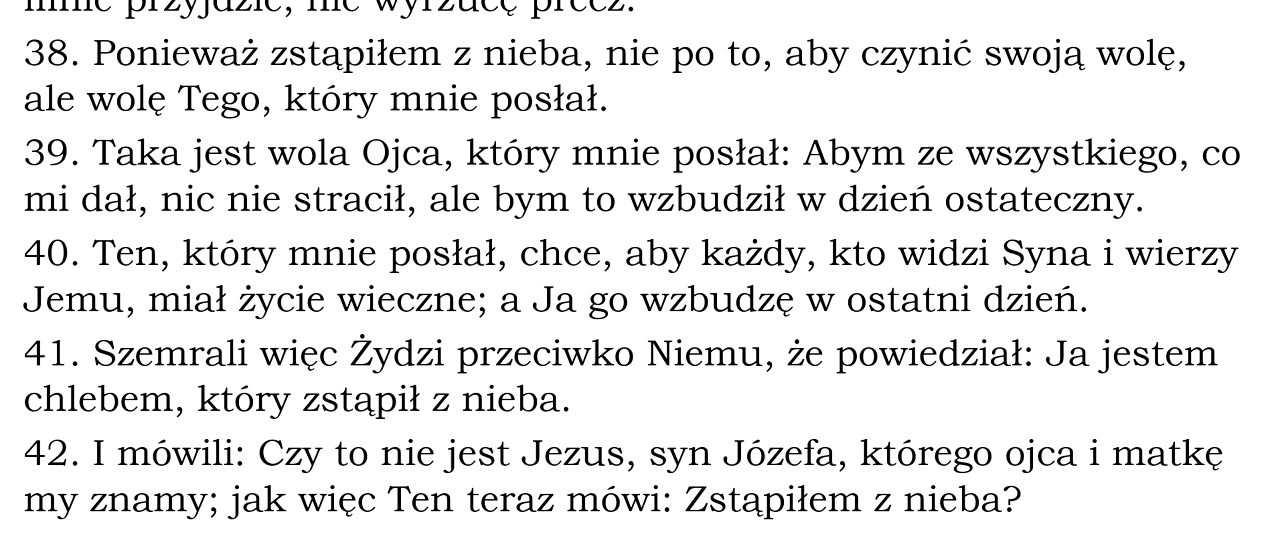 mnie przyjdzie, nie wyrzucę precz.
38. Ponieważ zstąpiłem z nieba, nie po to, aby czynić swoją wolę,
ale wolę Tego, który mnie posłał.
39. Taka jest wola Ojca, który mnie posłał: Abym ze wszystkiego, co
mi dał, nic nie stracił, ale bym to wzbudził w dzień ostateczny.
40. Ten, który mnie posłał, chce, aby każdy, kto widzi Syna i wierzy
Jemu, miał życie wieczne; a Ja go wzbudzę w ostatni dzień.
41. Szemrali więc Żydzi przeciwko Niemu, że powiedział: Ja jestem
chlebem, który zstąpił z nieba.
42. I mówili: Czy to nie jest Jezus, syn Józefa, którego ojca i matkę
my znamy; jak więc Ten teraz mówi: Zstąpiłem z nieba?